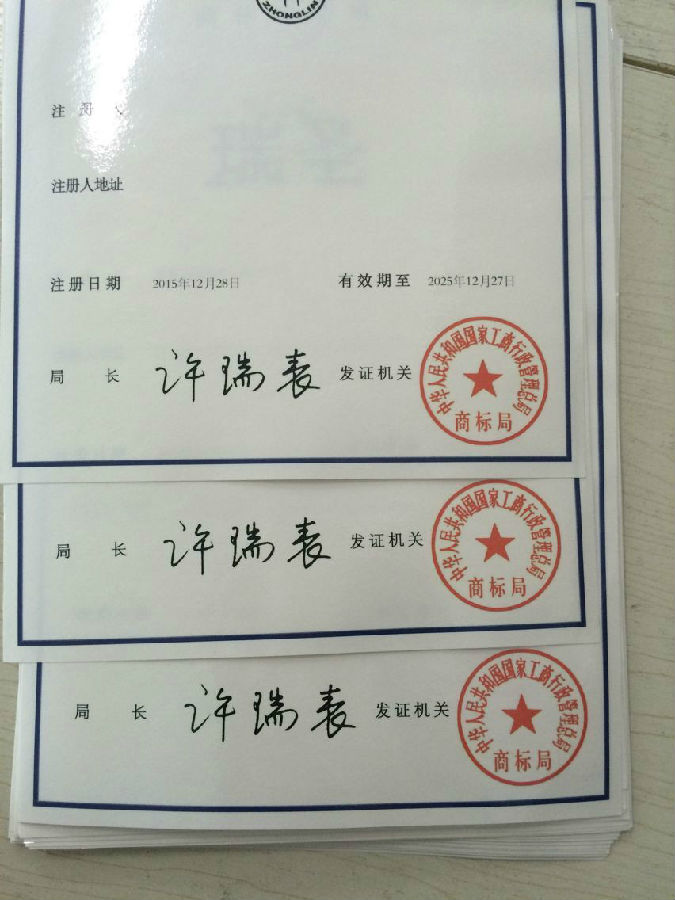 ZHONGLIN
注册人
注册人地址
注册日期 2015年12月28日 有效期至 2025年12月27日
局长 许瑞表 发证机关
中华人民共和国国家工商行政管理总局
商标局
局长 许瑞表 发证机关
中华人民共和国国家工商行政管理总局
商标局
局长 许瑞表 发证机关
中华人民共和国国家工商行政管理总局
商标局